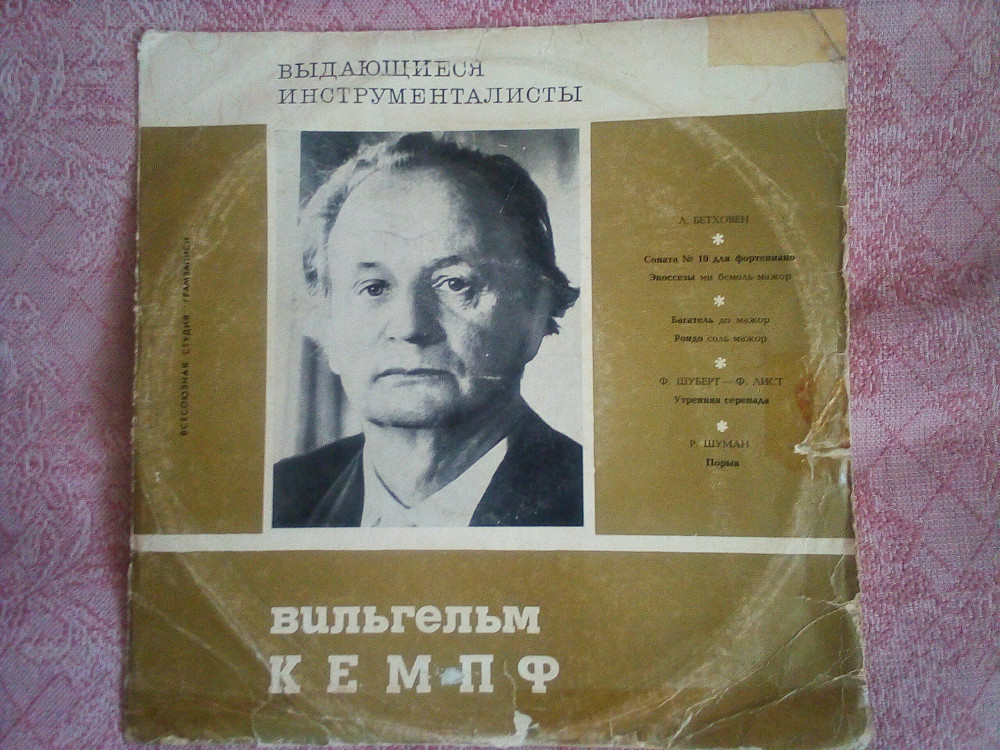 ВЫДАЮЩИЕСЯ
ИНСТРУМЕНТАЛИСТЫ
ВСЕСОЮЗНАЯ СТУДИЯ ГРАМЗАПИСИ
Л. БЕТХОВЕН
*
Соната № 10 для фортепиано
Экоссезы ми бемоль мажор
*
Багатель до мажор
Рондо соль мажор
*
Ф. ШУБЕРТ — Ф. ЛИСТ
Утренняя серенада
*
Р. ШУМАН
Порыв
вильгельм
КЕМПФ